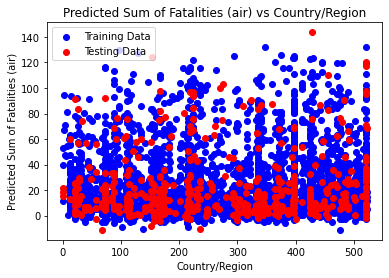 Predicted Sum of Fatalities (air) vs Country/Region
Training Data
Testing Data
Predicted Sum of Fatalities (air)
140
120
100
80
60
40
20
0
0 100 200 300 400 500
Country/Region